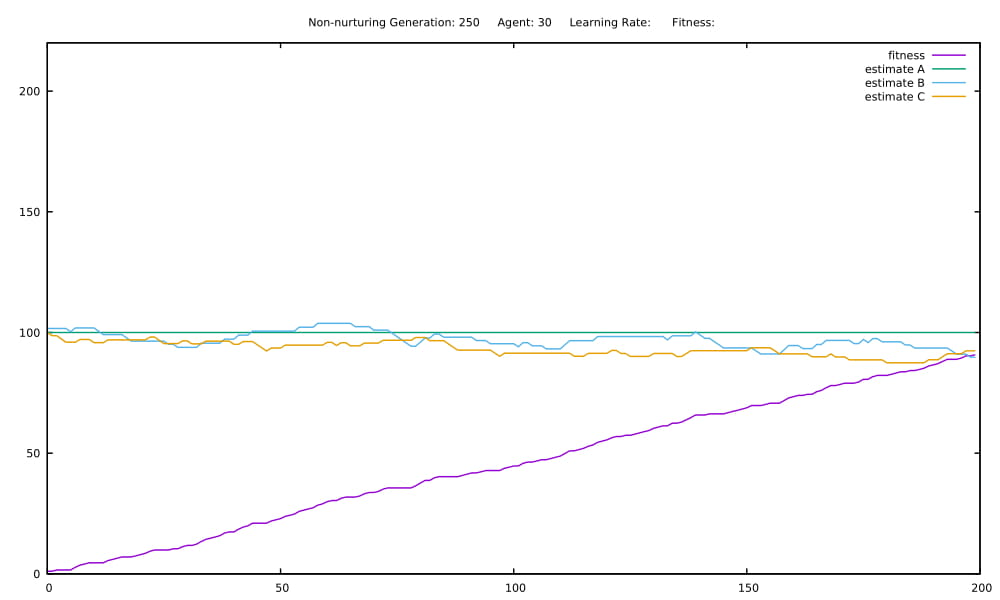 Non-nurturing Generation: 250 Agent: 30 Learning Rate: Fitness:
fitness
estimate A
estimate B
estimate C
200
150
100
50
0
0 50 100 150 200